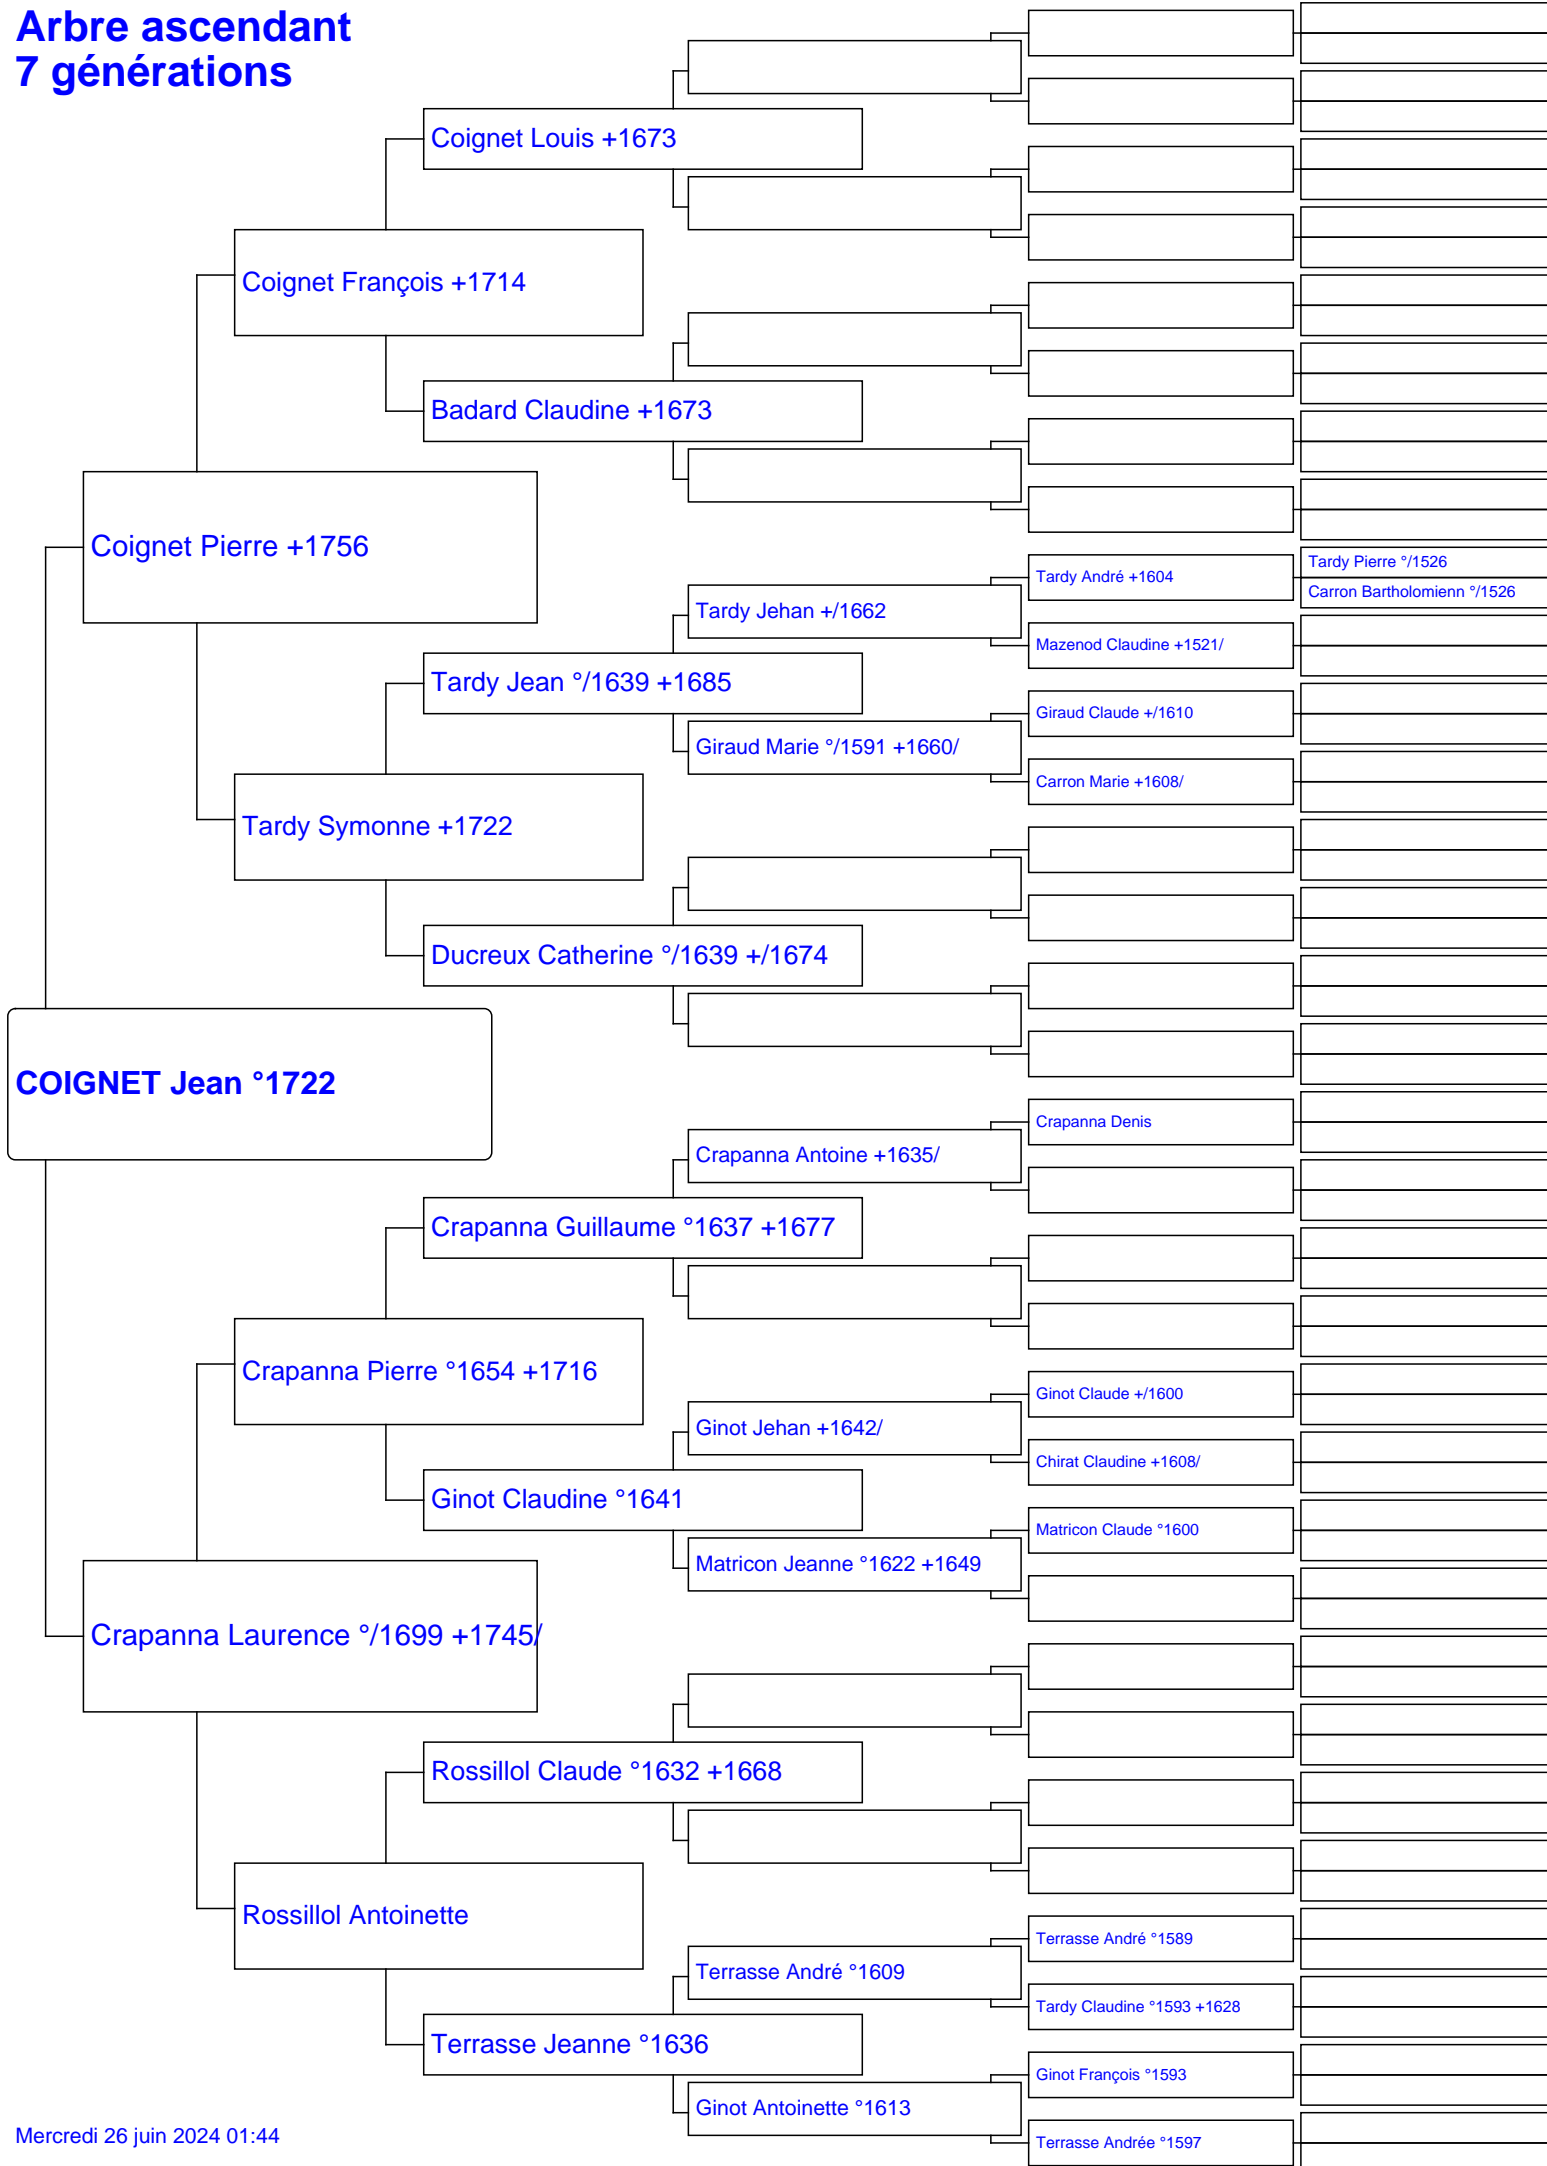 Arbre ascendant
7 générations
Coignet Louis +1673
Coignet François +1714
Badard Claudine +1673
Coignet Pierre +1756
Tardy Pierre °/1526
Tardy André +1604
Carron Bartholomienn °/1526
Tardy Jehan +/1662
Mazenod Claudine +1521/
Tardy Jean °/1639 +1685
Giraud Claude +/1610
Giraud Marie °/1591 +1660/
Carron Marie +1608/
Tardy Symonne +1722
Ducreux Catherine °/1639 +/1674
COIGNET Jean °1722
Crapanna Denis
Crapanna Antoine +1635/
Crapanna Guillaume °1637 +1677
Crapanna Pierre °1654 +1716
Ginot Claude +/1600
Ginot Jehan +1642/
Chirat Claudine +1608/
Ginot Claudine °1641
Matricon Claude °1600
Matricon Jeanne °1622 +1649
Crapanna Laurence °/1699 +1745/
Rossillol Claude °1632 +1668
Rossillol Antoinette
Terrasse André °1589
Terrasse André °1609
Tardy Claudine °1593 +1628
Terrasse Jeanne °1636
Ginot François °1593
Ginot Antoinette °1613
Terrasse Andrée °1597
Mercredi 26 juin 2024 01:44